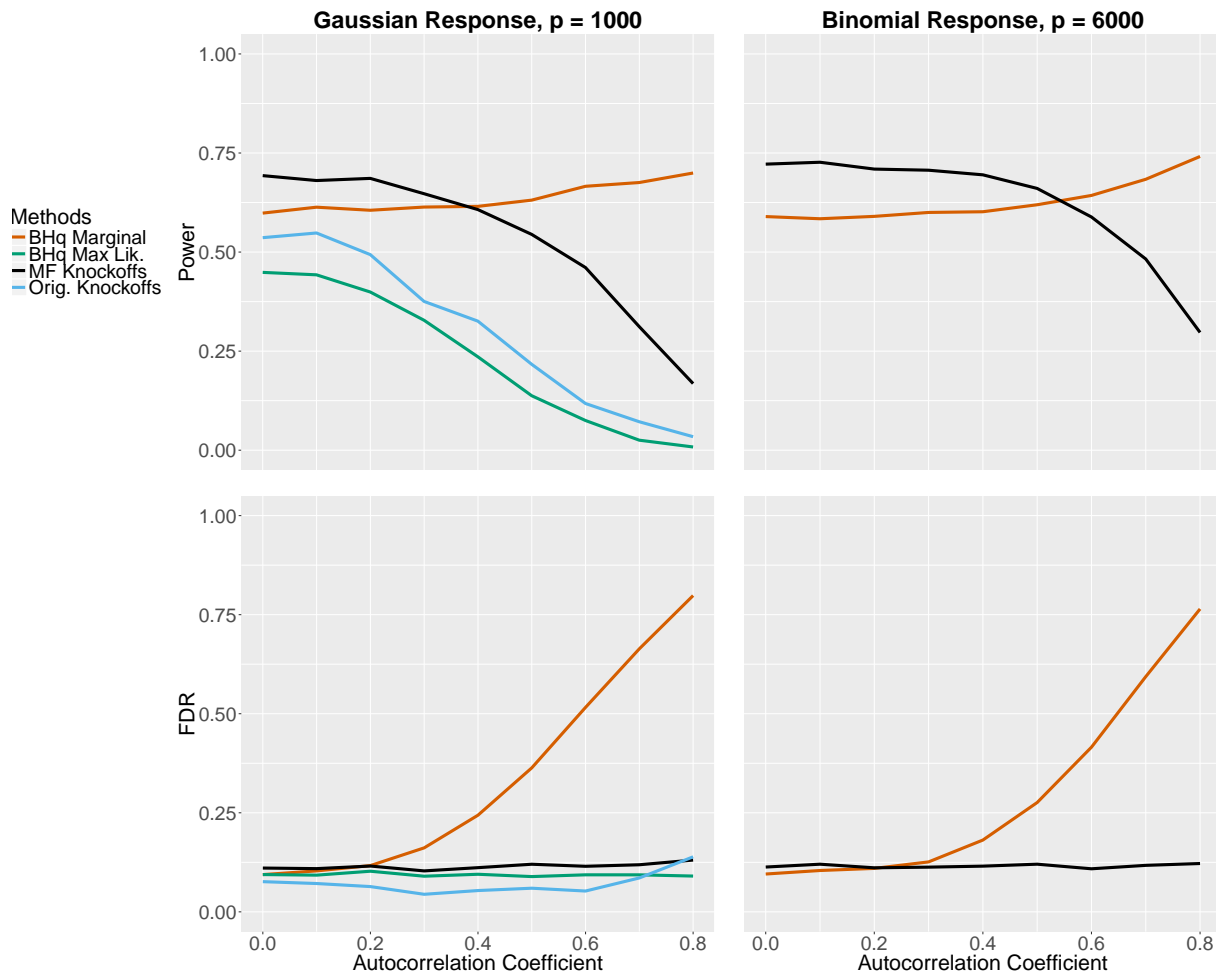 Gaussian Response, p = 1000
Binomial Response, p = 6000
Methods
BHq Marginal
BHq Max Lik.
MF Knockoffs
Orig. Knockoffs
Power
1.00
0.75
0.50
0.25
0.00
FDR
1.00
0.75
0.50
0.25
0.00
0.0 0.2 0.4 0.6 0.8
Autocorrelation Coefficient
0.0 0.2 0.4 0.6 0.8
Autocorrelation Coefficient